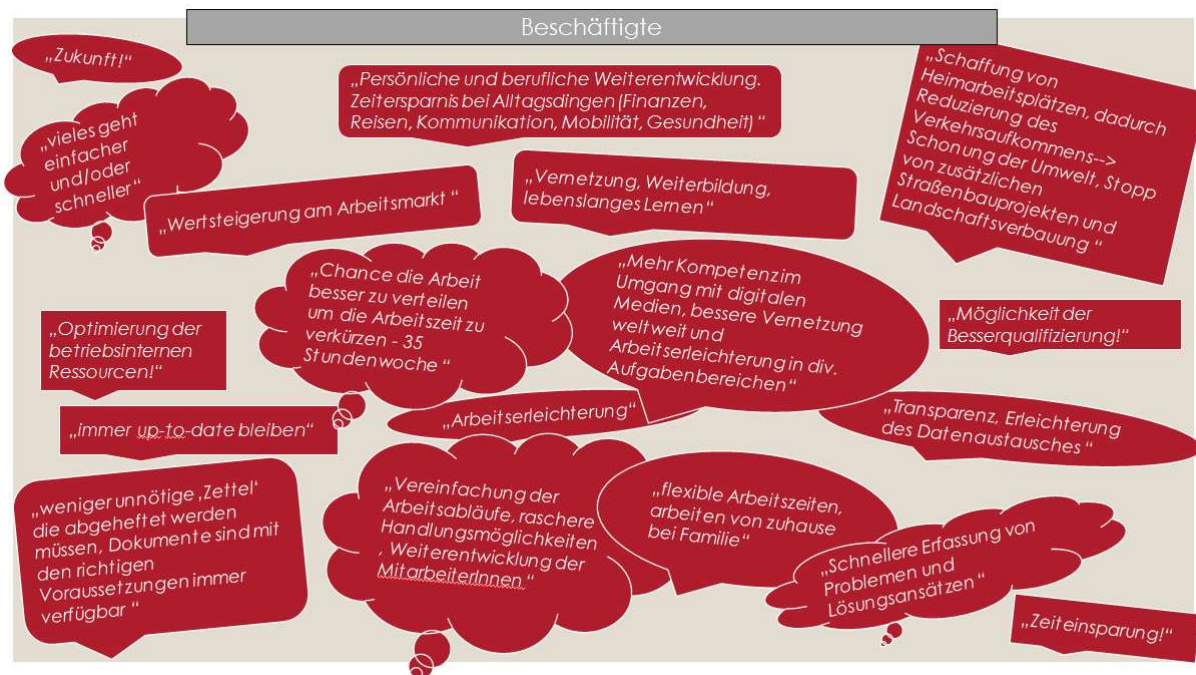 Beschäftigte
„Zukunft!“
„vieles geht
einfacher
und/oder
schneller“
„Persönliche und berufliche Weiterentwicklung.
Zeitersparnis bei Alltagsdingen (Finanzen,
Reisen, Kommunikation, Mobilität, Gesundheit) “
„Schaffung von
Heimarbeitsplätzen, dadurch
Reduzierung des
Verkehrsaufkommens-->
Schonung der Umwelt, Stopp
von zusätzlichen
Straßenbauprojekten und
Landschaftsverbauung “
„Wertsteigerung am Arbeitsmarkt “
„Vernetzung, Weiterbildung,
lebenslanges Lernen“
„Chance die Arbeit
besser zu verteilen
um die Arbeitszeit zu
verkürzen - 35
Stundenwoche “
„Mehr Kompetenz im
Umgang mit digitalen
Medien, bessere Vernetzung
weltweit und
Arbeitserleichterung in div.
Aufgabenbereichen“
„Optimierung der
betriebsinternen
Ressourcen!“
„Möglichkeit der
Besserqualifizierung!“
„immer up-to-date bleiben“
„Arbeitserleichterung“
„Transparenz, Erleichterung
des Datenaustausches “
„weniger unnötige ‚Zettel‘
die abgeheftet werden
müssen, Dokumente sind mit
den richtigen
Voraussetzungen immer
verfügbar “
„Vereinfachung der
Arbeitsabläufe, raschere
Handlungsmöglichkeiten
, Weiterentwicklung der
MitarbeiterInnen “
„flexible Arbeitszeiten,
arbeiten von zuhause
bei Familie“
„Schnellere Erfassung von
Problemen und
Lösungsansätzen “
„Zeiteinsparung!“